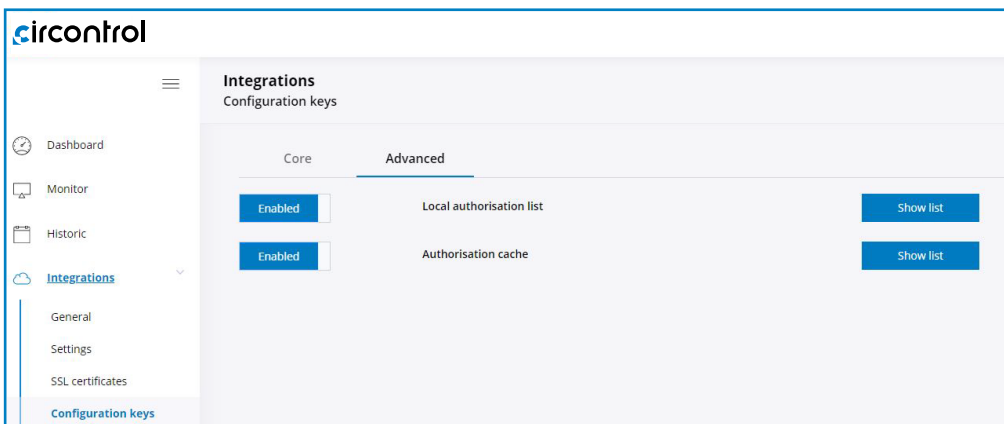 circontrol
Integrations
Configuration keys
Dashboard
Monitor
Historic
Integrations
General
Settings
SSL certificates
Configuration keys
Core Advanced
Enabled Local authorisation list Show list
Enabled Authorisation cache Show list